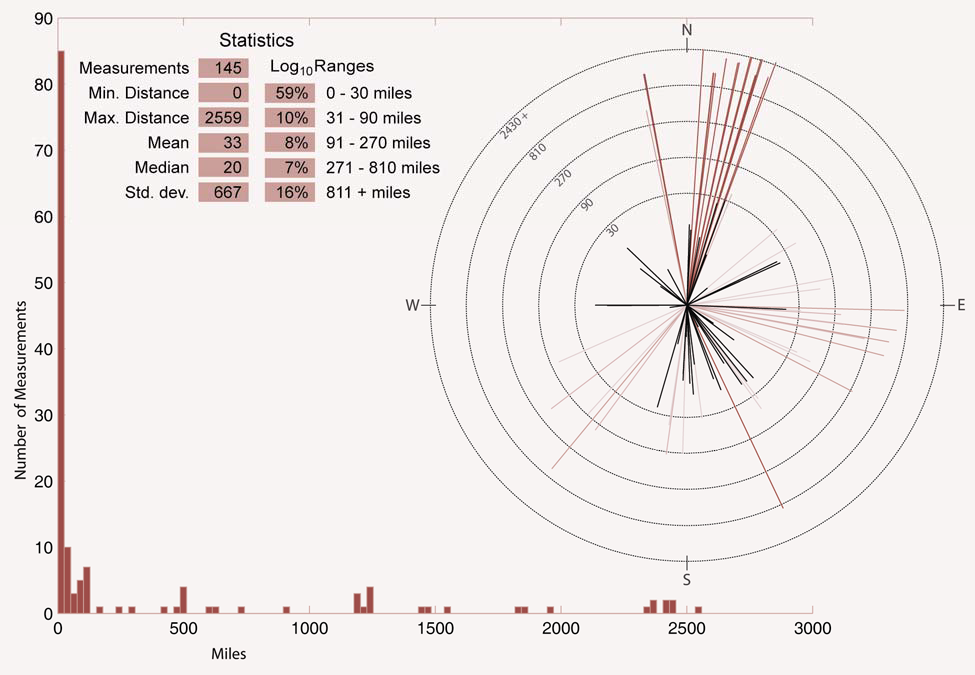 Statistics
Measurements 145
Min. Distance 0
Max. Distance 2559
Mean 33
Median 20
Std. dev. 667
Log10Ranges
59% 0 - 30 miles
10% 31 - 90 miles
8% 91 - 270 miles
7% 271 - 810 miles
16% 811 + miles
90
80
70
60
50
40
30
20
10
0
Number of Measurements
0 500 1000 1500 2000 2500 3000
Miles
N
E
S
W
2430+
810
270
90
30